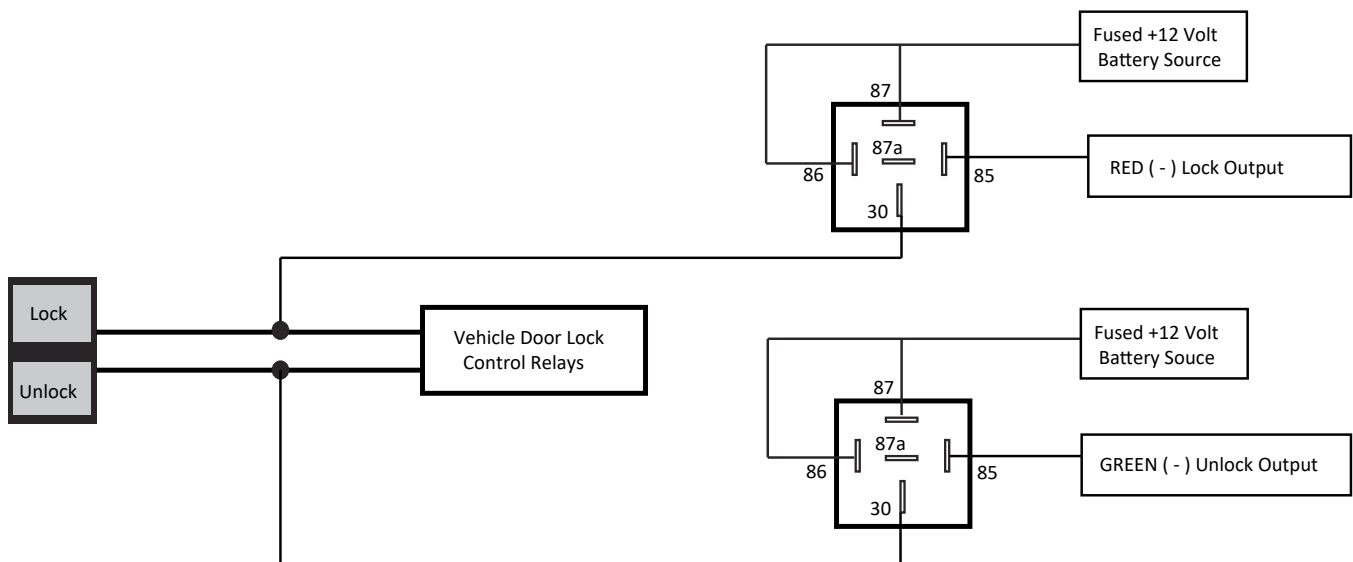 Fused +12 Volt
Battery Source
87
87a
86
85
RED ( - ) Lock Output
30
Lock
Unlock
Vehicle Door Lock
Control Relays
Fused +12 Volt
Battery Souce
87
87a
86
85
GREEN ( - ) Unlock Output
30